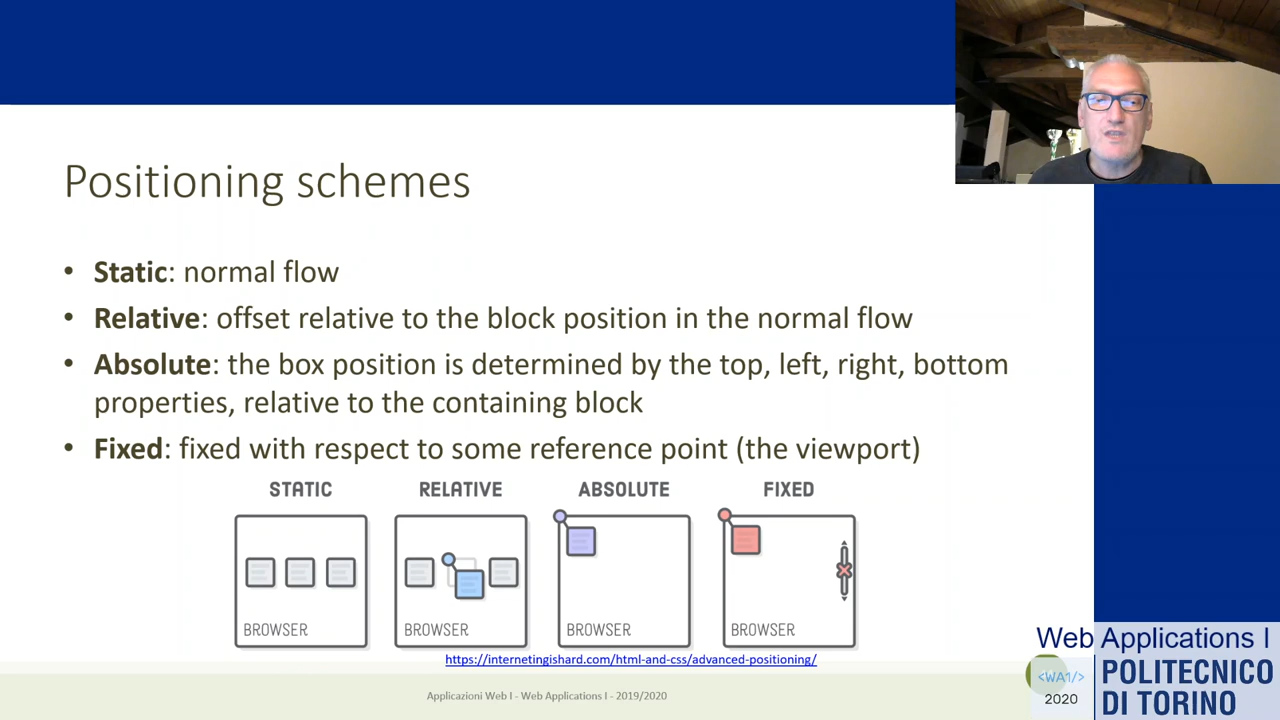 Positioning schemes
• Static: normal flow
• Relative: offset relative to the block position in the normal flow
• Absolute: the box position is determined by the top, left, right, bottom
properties, relative to the containing block
• Fixed: fixed with respect to some reference point (the viewport)
STATIC RELATIVE ABSOLUTE FIXED
BROWSER BROWSER BROWSER BROWSER
https://internetingishard.com/html-and-css/advanced-positioning/
Applicazioni Web I - Web Applications I - 2019/2020
Web Applications I
<WA1/>
2020
POLITECNICO
DI TORINO